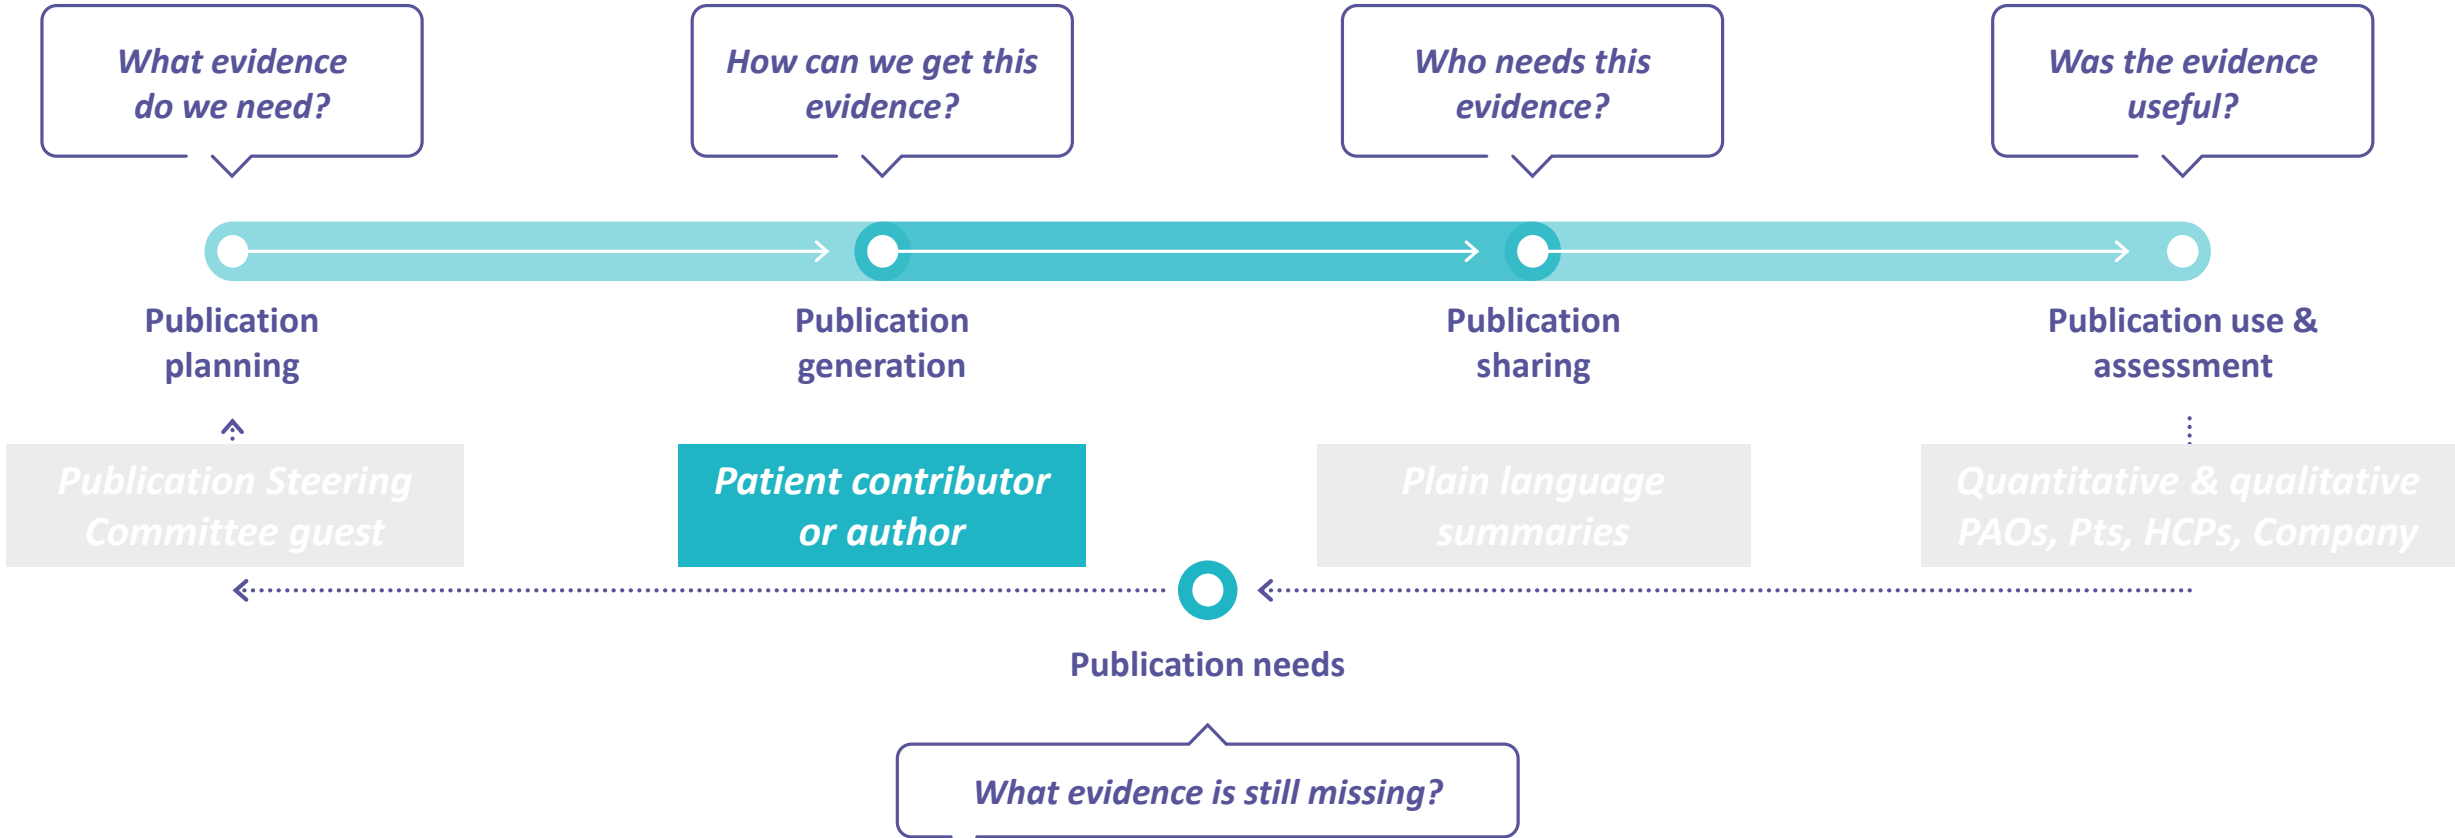 What evidence
do we need?
How can we get this
evidence?
Who needs this
evidence?
Was the evidence
useful?
Publication
planning
Publication
generation
Publication
sharing
Publication use &
assessment
Publication Steering
Committee guest
Patient contributor
or author
Plain language
summaries
Quantitative & qualitative
PAOs, Pts, HCPs, Company
Publication needs
What evidence is still missing?